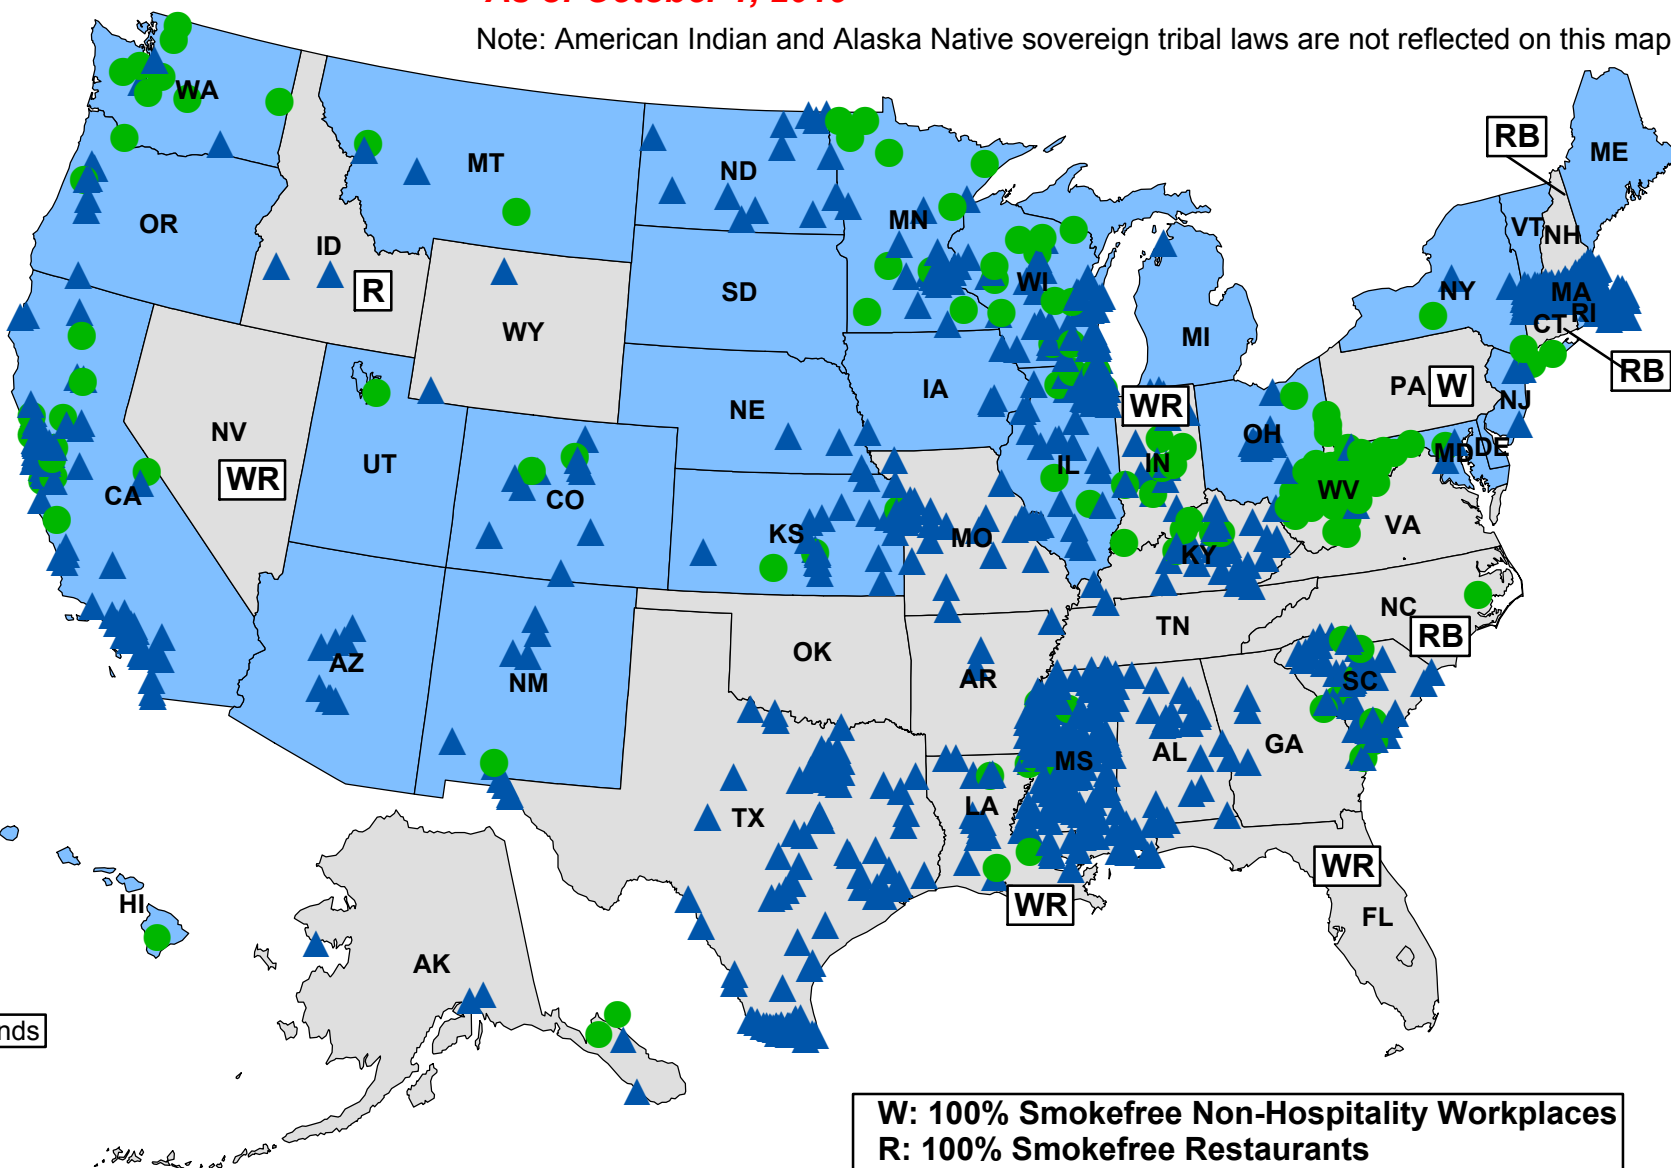 Note: American Indian and Alaska Native sovereign tribal laws are not reflected on this map
WA
MT
ND
MN
RB
ME
OR
ID
R
WY
SD
WI
MI
NY
VT
NH
MA
CT
RI
RB
NV
WR
UT
CO
NE
IA
IL
WR
IN
OH
PA
W
NJ
MD
DE
CA
KS
MO
KY
WV
VA
AZ
NM
OK
AR
TN
NC
RB
SC
TX
LA
MS
AL
GA
WR
WR
FL
HI
AK
nds
W: 100% Smokefree Non-Hospitality Workplaces
R: 100% Smokefree Restaurants